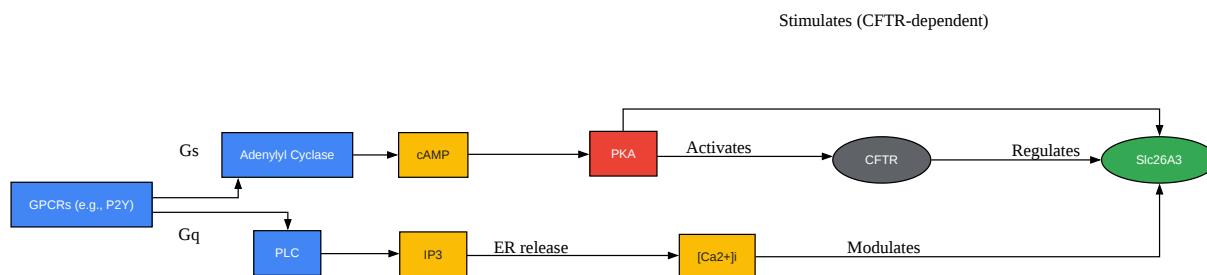 Stimulates (CFTR-dependent)
Gs
Adenylyl Cyclase
cAMP
PKA
Activates
CFTR
Regulates
Slc26A3
GPCRs (e.g., P2Y)
Gq
PLC
IP3
ER release
[Ca2+]i
Modulates